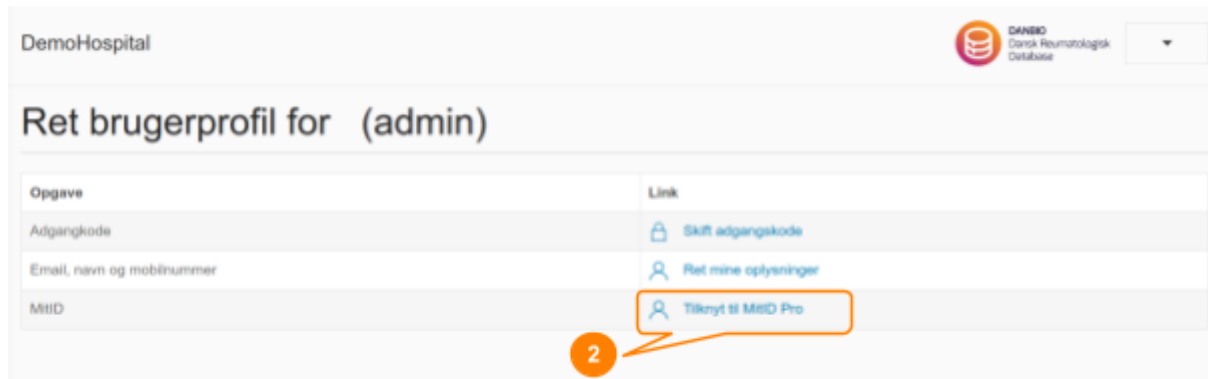 DemoHospital
DANBIO
Dansk Reumatologisk
Database
Ret brugerprofil for (admin)
Opgave Link
Adgangkode Skift adgangskode
Email, navn og mobilnummer Ret mine oplysninger
MitID Tilknyt til MitID Pro
2